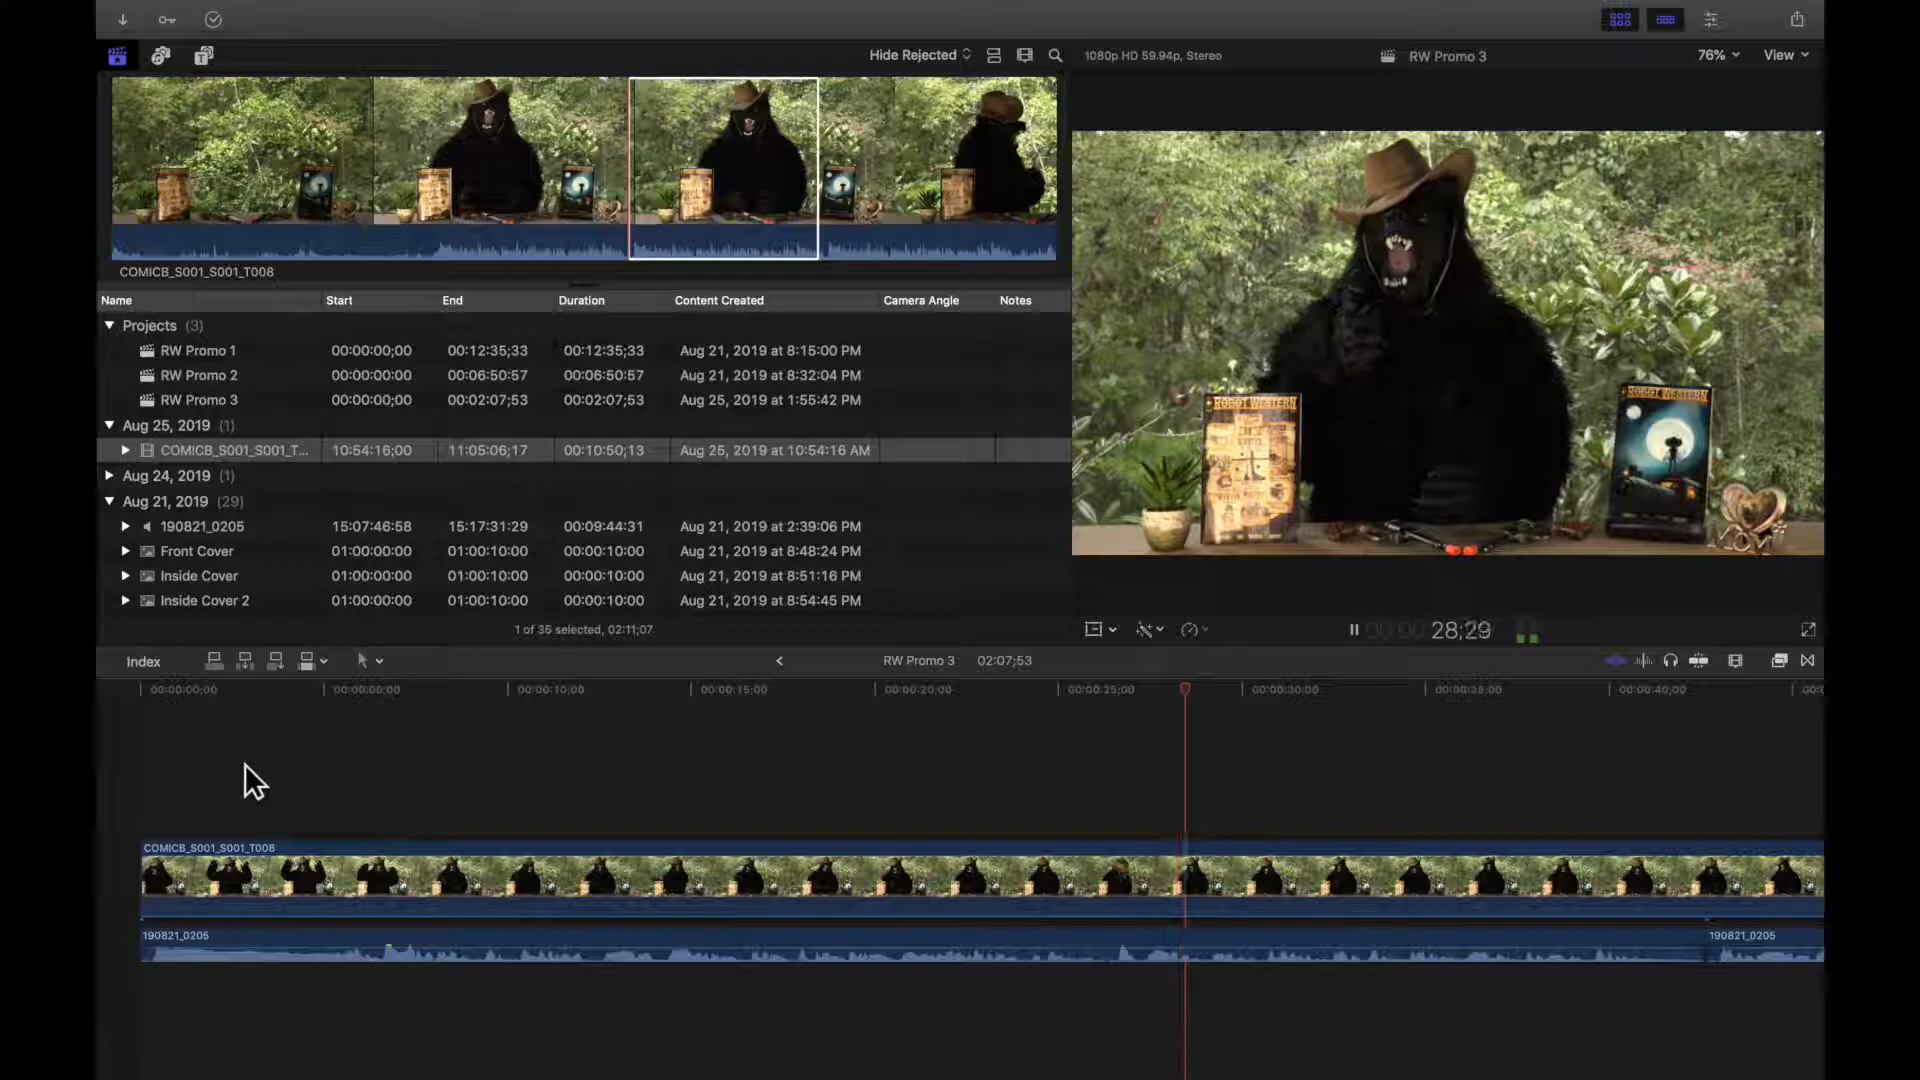 Hide Rejected
1080p HD 59.94p, Stereo
RW Promo 3
76%
View
COMICB_S001_S001_T008
Name Start End Duration Content Created Camera Angle Notes
Projects (3)
RW Promo 1 00:00:00;00 00:12:35;33 00:12:35;33 Aug 21, 2019 at 8:15:00 PM
RW Promo 2 00:00:00:00 00:06:50:57 00:06:50:57 Aug 21, 2019 at 8:32:04 PM
RW Promo 3 00:00:00;00 00:02:07;53 00:02:07;53 Aug 25, 2019 at 1:55:42 PM
Aug 25, 2019 (1)
COMICB_S001_S001_T... 10:54:16;00 11:05:06;17 00:10:50;13 Aug 25, 2019 at 10:54:16 AM
Aug 24, 2019 (1)
Aug 21, 2019 (29)
190821_0205 15:07:46:58 15:17:31:29 00:09:44:31 Aug 21, 2019 at 2:39:06 PM
Front Cover 01:00:00:00 01:00:10:00 00:00:10:00 Aug 21, 2019 at 8:48:24 PM
Inside Cover 01:00:00:00 01:00:10:00 00:00:10:00 Aug 21, 2019 at 8:51:16 PM
Inside Cover 2 01:00:00:00 01:00:10:00 00:00:10:00 Aug 21, 2019 at 8:54:45 PM
1 of 35 selected, 02:11;07
ROBOT WESTERN
ROBOT WESTERN
MOM
28;29
Index
RW Promo 3 02:07;53
00:00:00;00 00:00:10;00 00:00:15;00 00:00:20;00 00:00:25;00 00:00:30;00 00:00:40;00
COMICB_S001_S001_T008
190821_0205
190821_0205